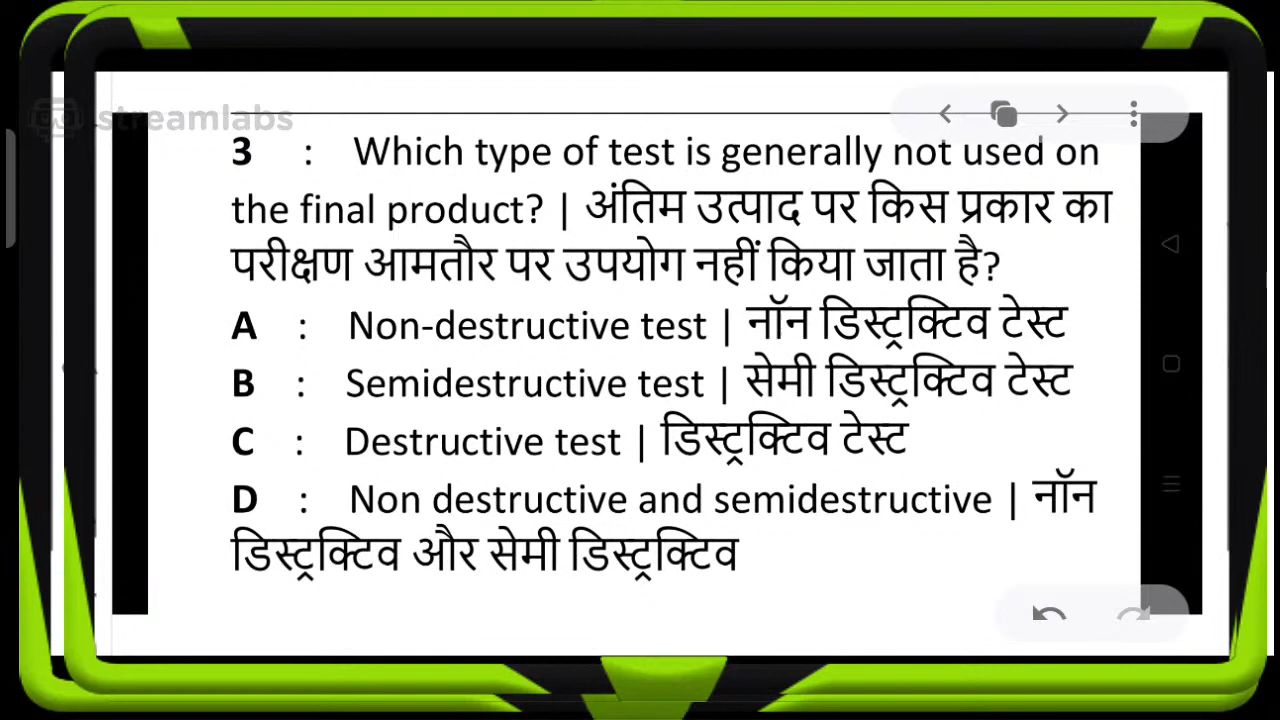 streamlabs
3 : Which type of test is generally not used on
the final product? | अंतिम उत्पाद पर किस प्रकार का
परीक्षण आमतौर पर उपयोग नहीं किया जाता है?
A : Non-destructive test | नॉन डिस्ट्रक्टिव टेस्ट
B : Semidestructive test | सेमी डिस्ट्रक्टिव टेस्ट
C : Destructive test | डिस्ट्रक्टिव टेस्ट
D : Non destructive and semidestructive | नॉन
डिस्ट्रक्टिव और सेमी डिस्ट्रक्टिव